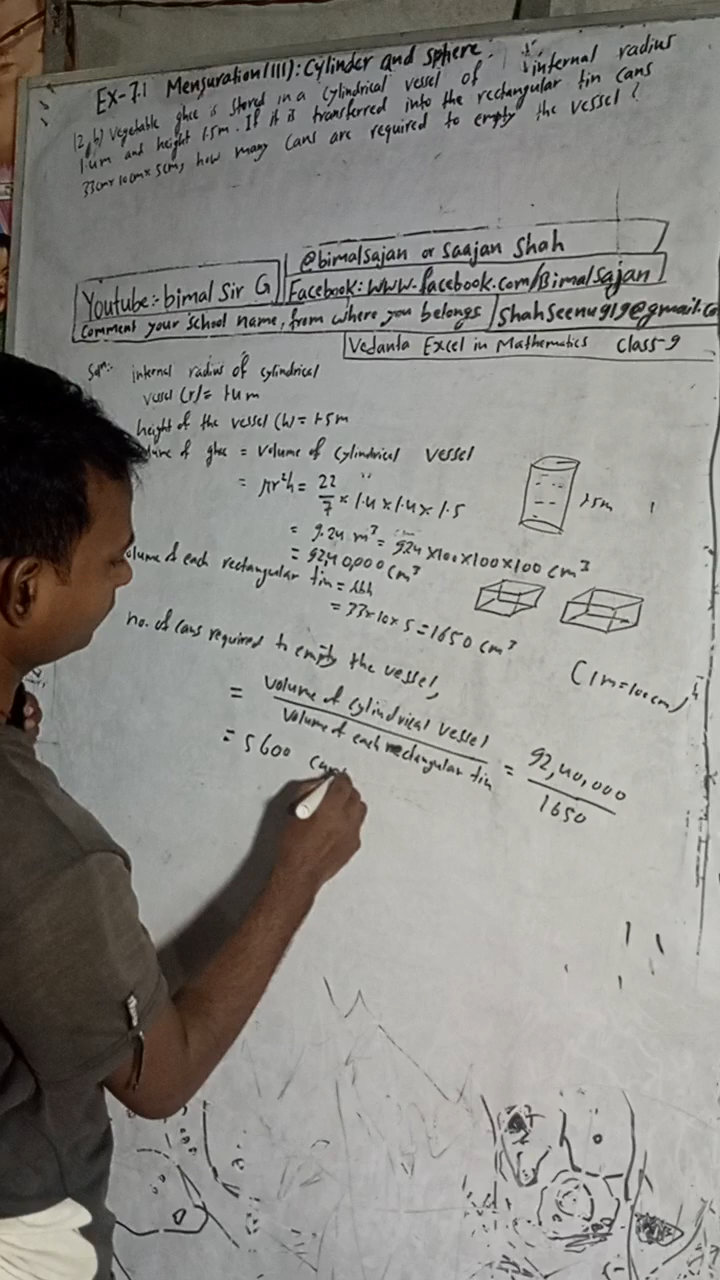 EX-7.1 Mensuration(III): Cylinder and sphere
12. b) Vegetable ghee is stored in a cylindrical vessel of internal radius
1.4m and height 1.5m. If it is transferred into the rectangular tin cans
33cm×10cm×5cm, how many cans are required to empty the vessel?
@bimalsajan or Saajan Shah
Youtube:- bimal Sir G
Facebook: www.facebook.com/Bimalsajan
Comment your school name, from where you belongs
Shahseenu919@gmail.co
Vedanta Excel in Mathematics Class-9
Soln:- internal radius of cylindrical
vessel (r) = 1.4 m
height of the vessel (h) = 1.5m
lume of ghee = Volume of cylindrical vessel
= πr²h = 22/7 × 1.4 × 1.4 × 1.5
1.5m
= 9.24 m³ = 9.24 ×100×100×100 cm³
= 92,40,000 cm³
olume of each rectangular tin = lbh
= 33×10×5 = 1650 cm³
(1m=100cm)
no. of cans required to empty the vessel,
= Volume of cylindrical vessel / Volume of each rectangular tin = 92,40,000 / 1650
= 5600 cans